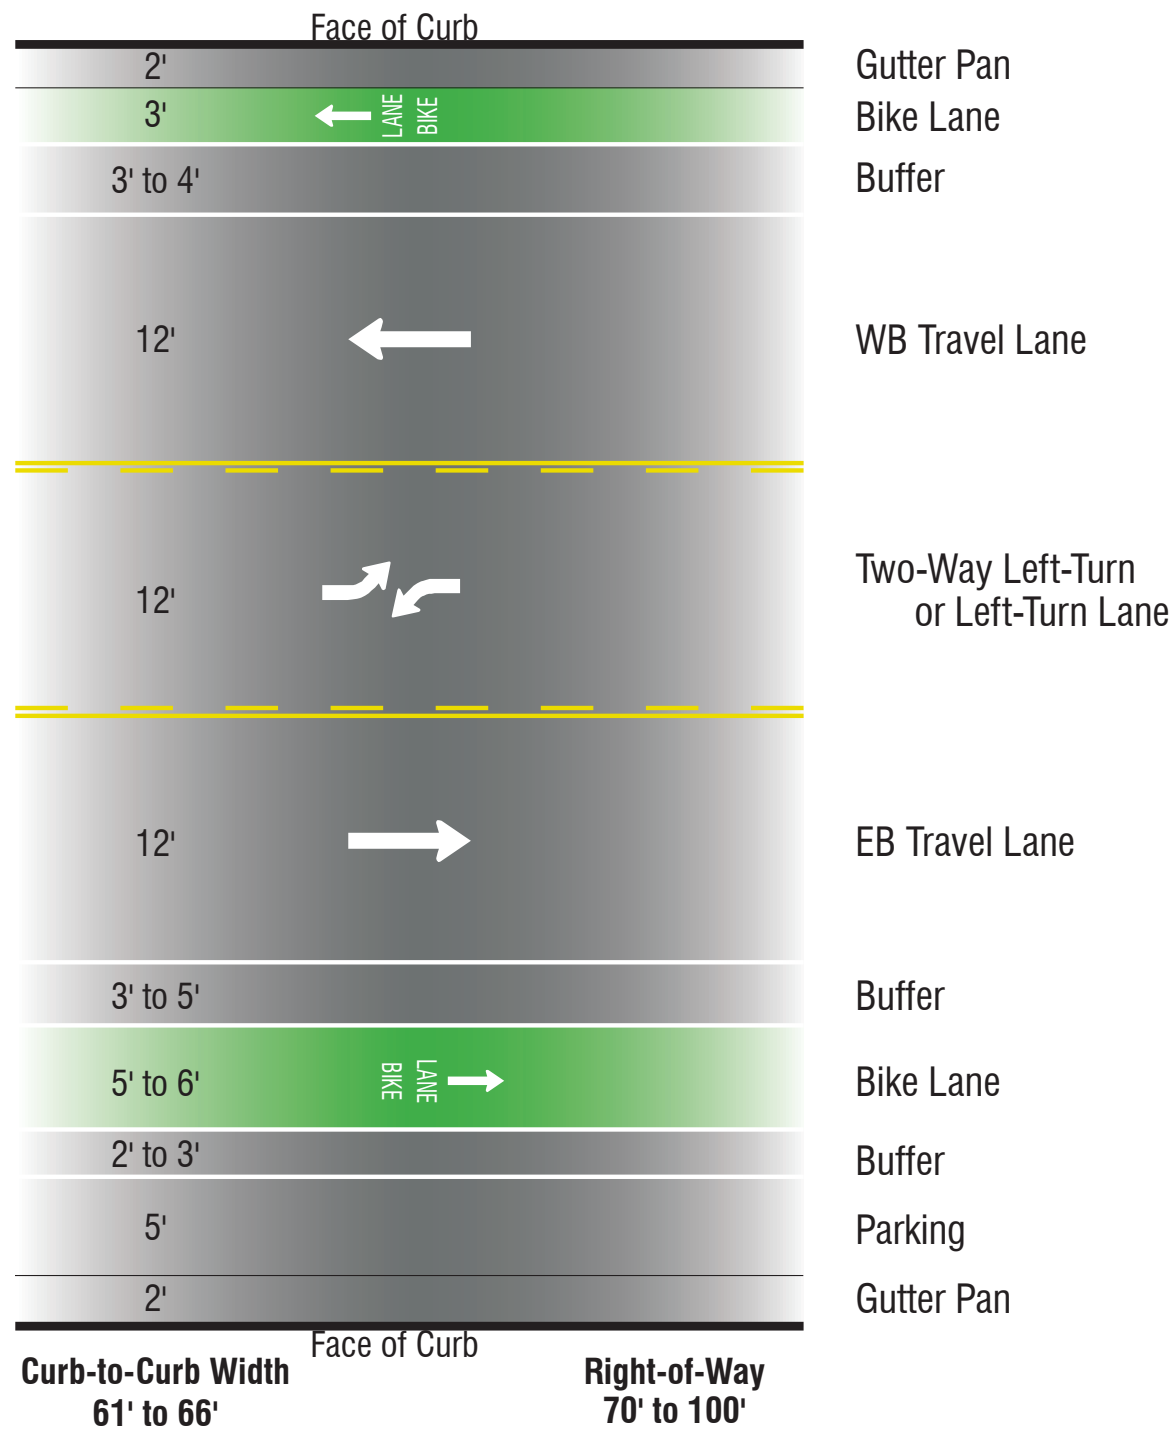 Face of Curb
2' Gutter Pan
3' LANE BIKE Bike Lane
3' to 4' Buffer
12' WB Travel Lane
Two-Way Left-Turn
12' or Left-Turn Lane
12' EB Travel Lane
3' to 5' Buffer
5' to 6' BIKE LANE Bike Lane
2' to 3' Buffer
5' Parking
2' Gutter Pan
Face of Curb
Curb-to-Curb Width Right-of-Way
61' to 66' 70' to 100'